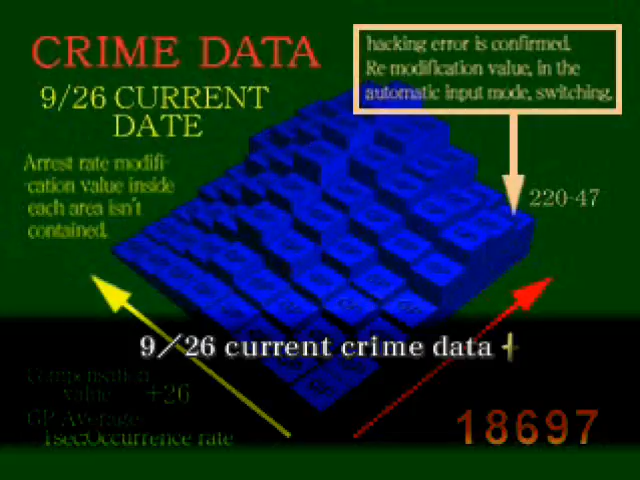 CRIME DATA
9/26 CURRENT
DATE
Arrest rate modifi-
-cation value inside
each area isn't
contained.
hacking error is confirmed.
Re-modification value, in the
automatic input mode, switching.
220-47
9/26 current crime data
Compensation
value +26
GP Average
1sec:Occurrence rate
18697